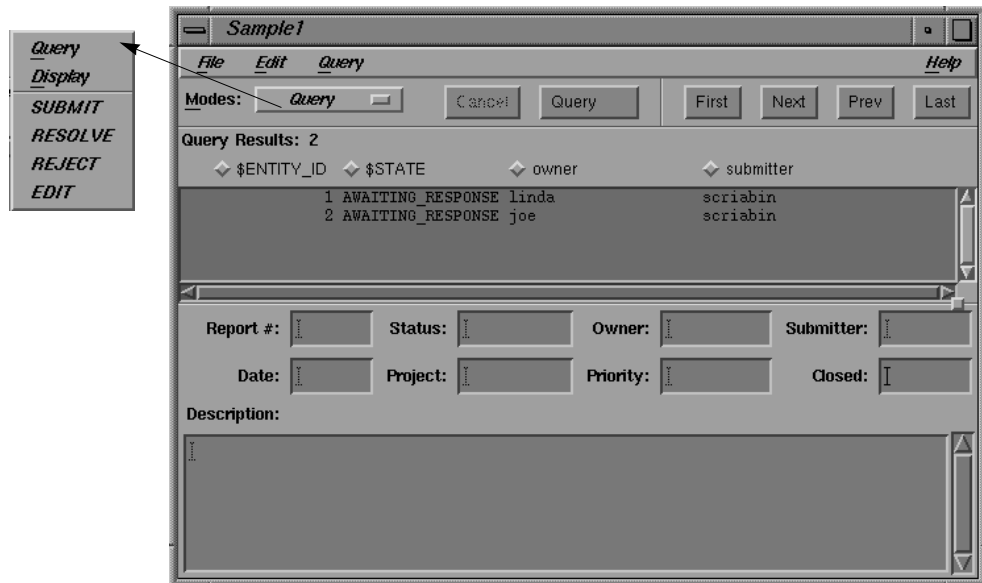 Query
Display
SUBMIT
RESOLVE
REJECT
EDIT
Sample1
File Edit Query Help
Modes: Query Cancel Query First Next Prev Last
Query Results: 2
$ENTITY_ID $STATE owner submitter
1 AWAITING_RESPONSE linda scriabin
2 AWAITING_RESPONSE joe scriabin
Report #: Status: Owner: Submitter:
Date: Project: Priority: Closed:
Description: